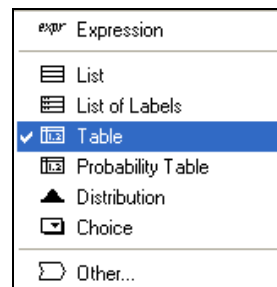 expr Expression
List
List of Labels
Table
Probability Table
Distribution
Choice
Other...